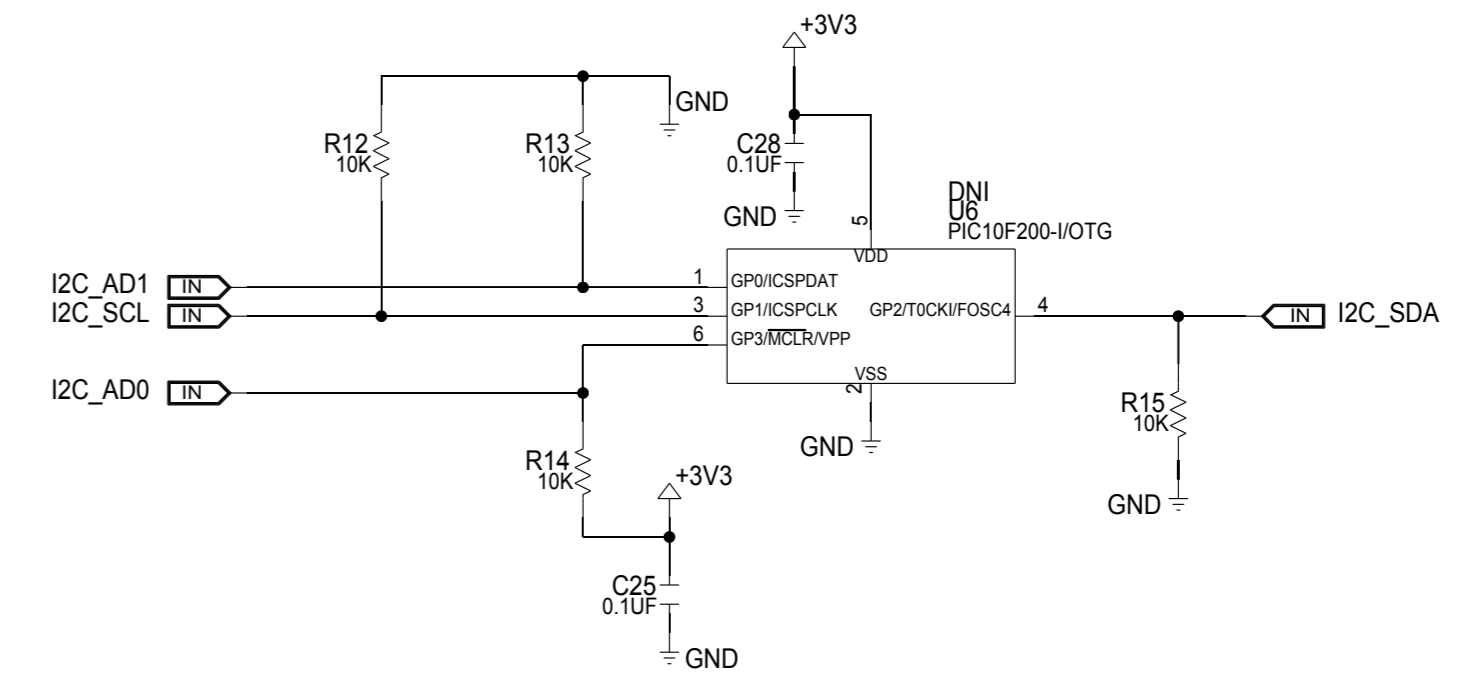 +3V3
GND
R12
10K
R13
10K
C28
0.1UF
GND
DNI
U6
PIC10F200-I/OTG
5
VDD
I2C_AD1 IN
1 GP0/ICSPDAT
I2C_SCL IN
3 GP1/ICSPCLK
GP2/T0CKI/FOSC4 4
IN I2C_SDA
6 GP3/MCLR/VPP
VSS
2
I2C_AD0 IN
GND
R15
10K
R14
10K
+3V3
GND
C25
0.1UF
GND